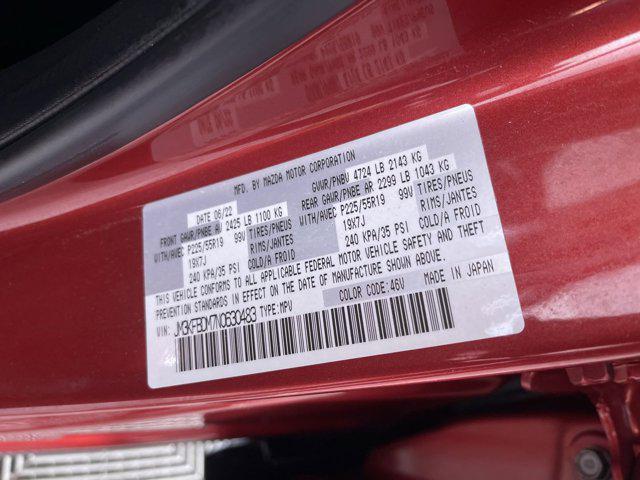 MFD. BY MAZDA MOTOR CORPORATION
DATE 06/22 GVWR/PNBV 4724 LB 2143 KG
FRONT GAWR/PNBE AV 2425 LB 1100 KG REAR GAWR/PNBE AR 2299 LB 1043 KG
WITH/AVEC P225/55R19 99V TIRES/PNEUS WITH/AVEC P225/55R19 99V TIRES/PNEUS
19X7J RIMS/JANTES 19X7J RIMS/JANTES
240 KPA/35 PSI COLD/A FROID 240 KPA/35 PSI COLD/A FROID
THIS VEHICLE CONFORMS TO ALL APPLICABLE FEDERAL MOTOR VEHICLE SAFETY AND THEFT
PREVENTION STANDARDS IN EFFECT ON THE DATE OF MANUFACTURE SHOWN ABOVE.
VIN: JM3KFBDM7N0630483 TYPE: MPV COLOR CODE: 46V MADE IN JAPAN